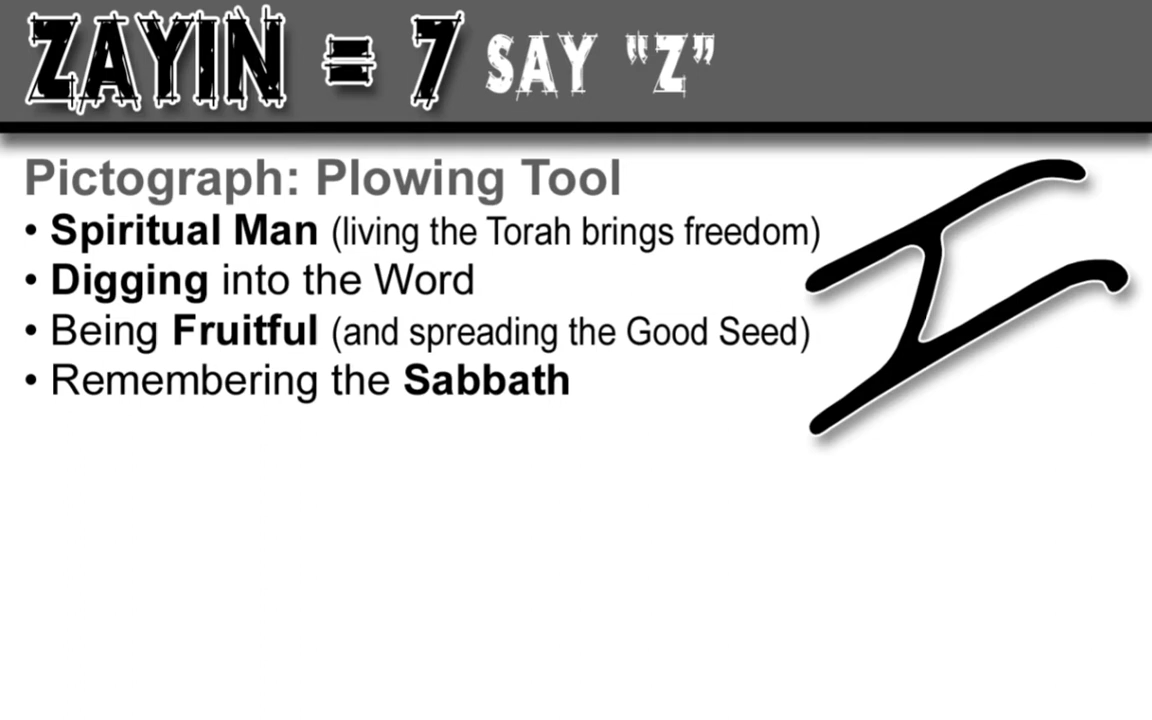 ZAYIN = 7 SAY "Z"
Pictograph: Plowing Tool
• Spiritual Man (living the Torah brings freedom)
• Digging into the Word
• Being Fruitful (and spreading the Good Seed)
• Remembering the Sabbath